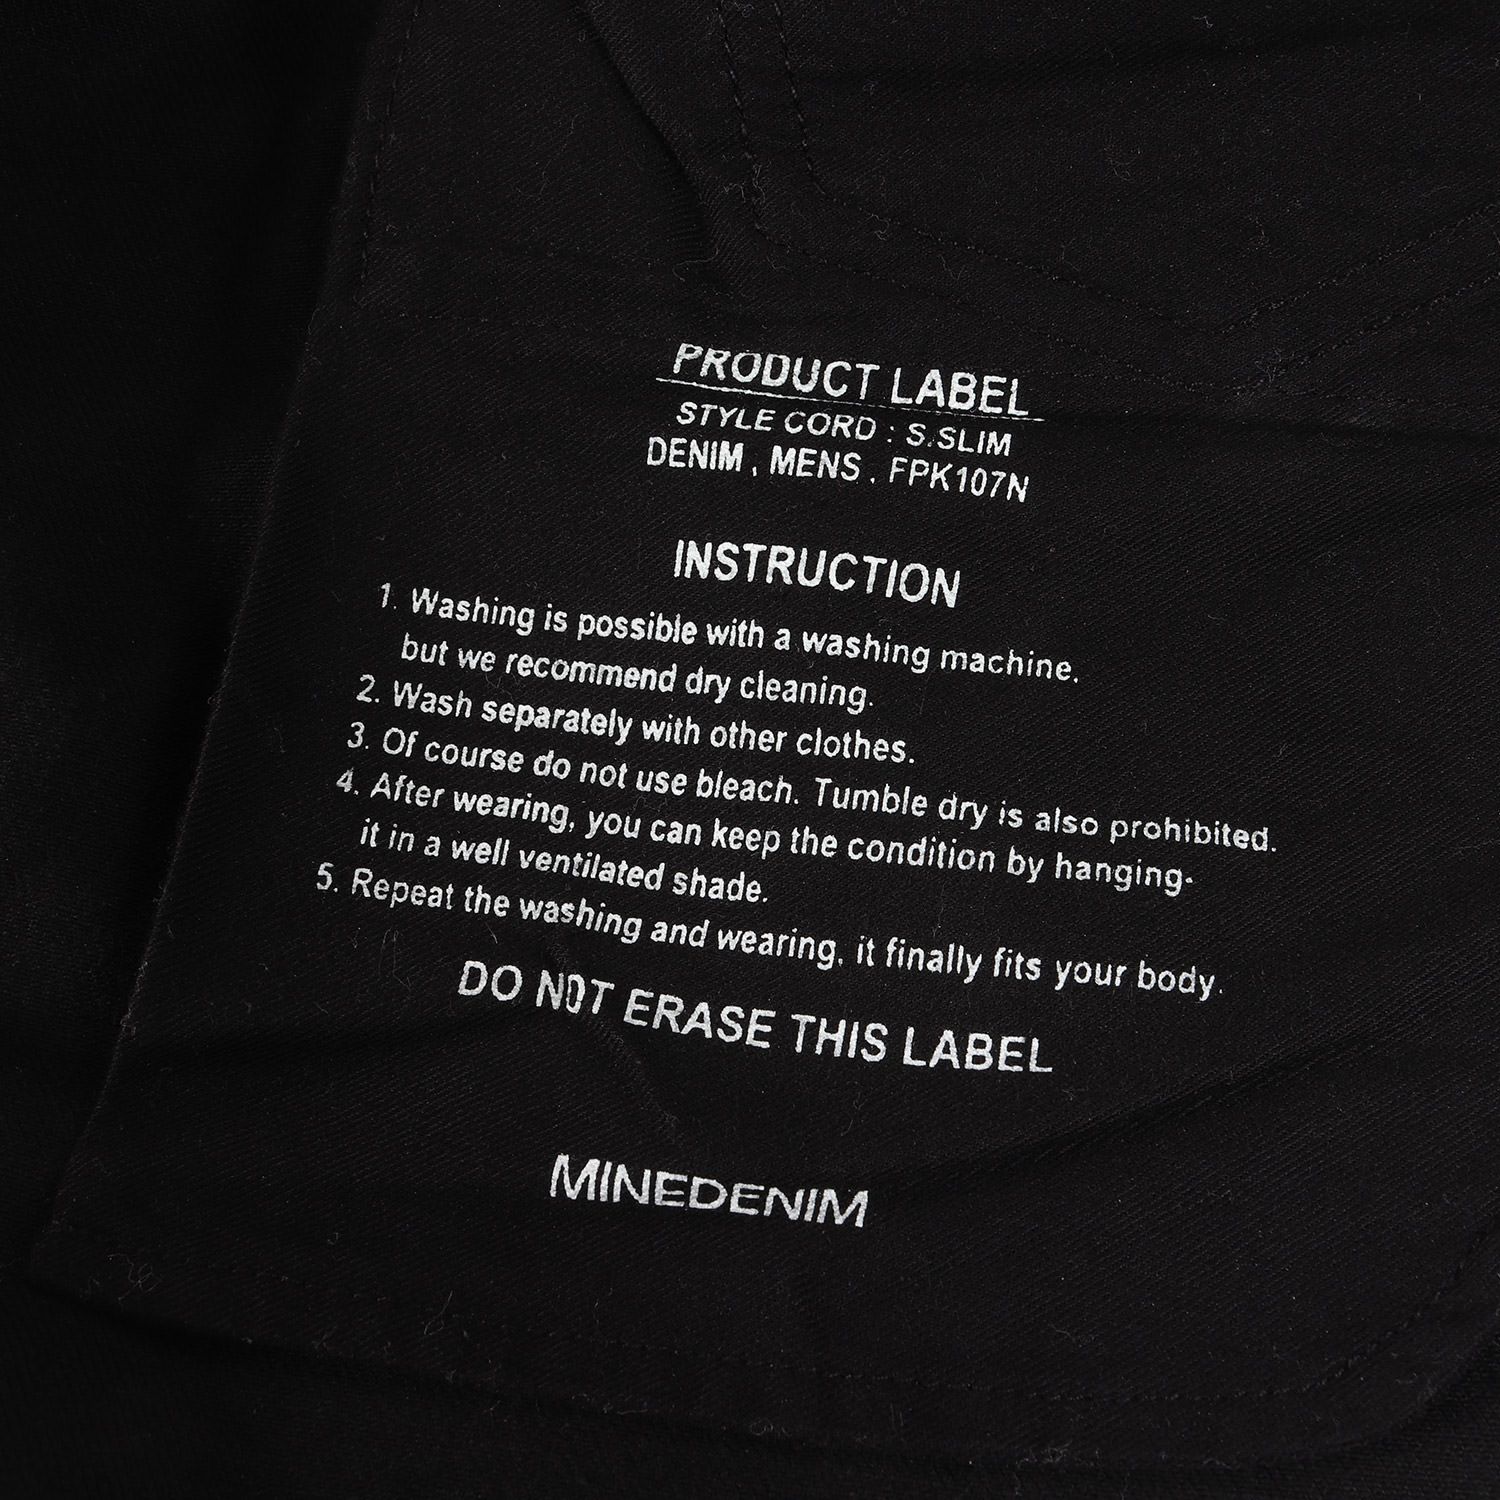 PRODUCT LABEL
STYLE CORD : S.SLIM
DENIM , MENS , FPK107N
INSTRUCTION
1. Washing is possible with a washing machine.
but we recommend dry cleaning.
2. Wash separately with other clothes.
3. Of course do not use bleach. Tumble dry is also prohibited.
4. After wearing, you can keep the condition by hanging-
it in a well ventilated shade.
5. Repeat the washing and wearing, it finally fits your body.
DO NOT ERASE THIS LABEL
MINEDENIM